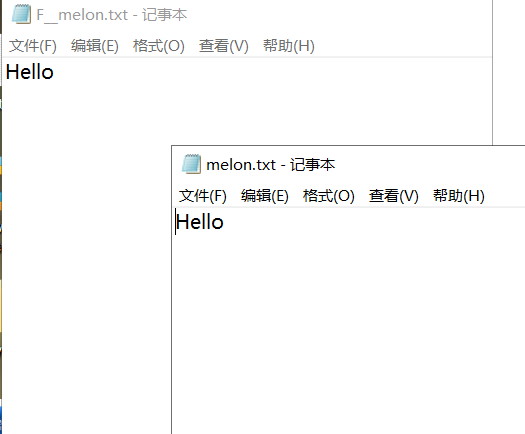 F__melon.txt - 记事本
文件(F) 编辑(E) 格式(O) 查看(V) 帮助(H)
Hello
melon.txt - 记事本
文件(F) 编辑(E) 格式(O) 查看(V) 帮助(H)
Hello